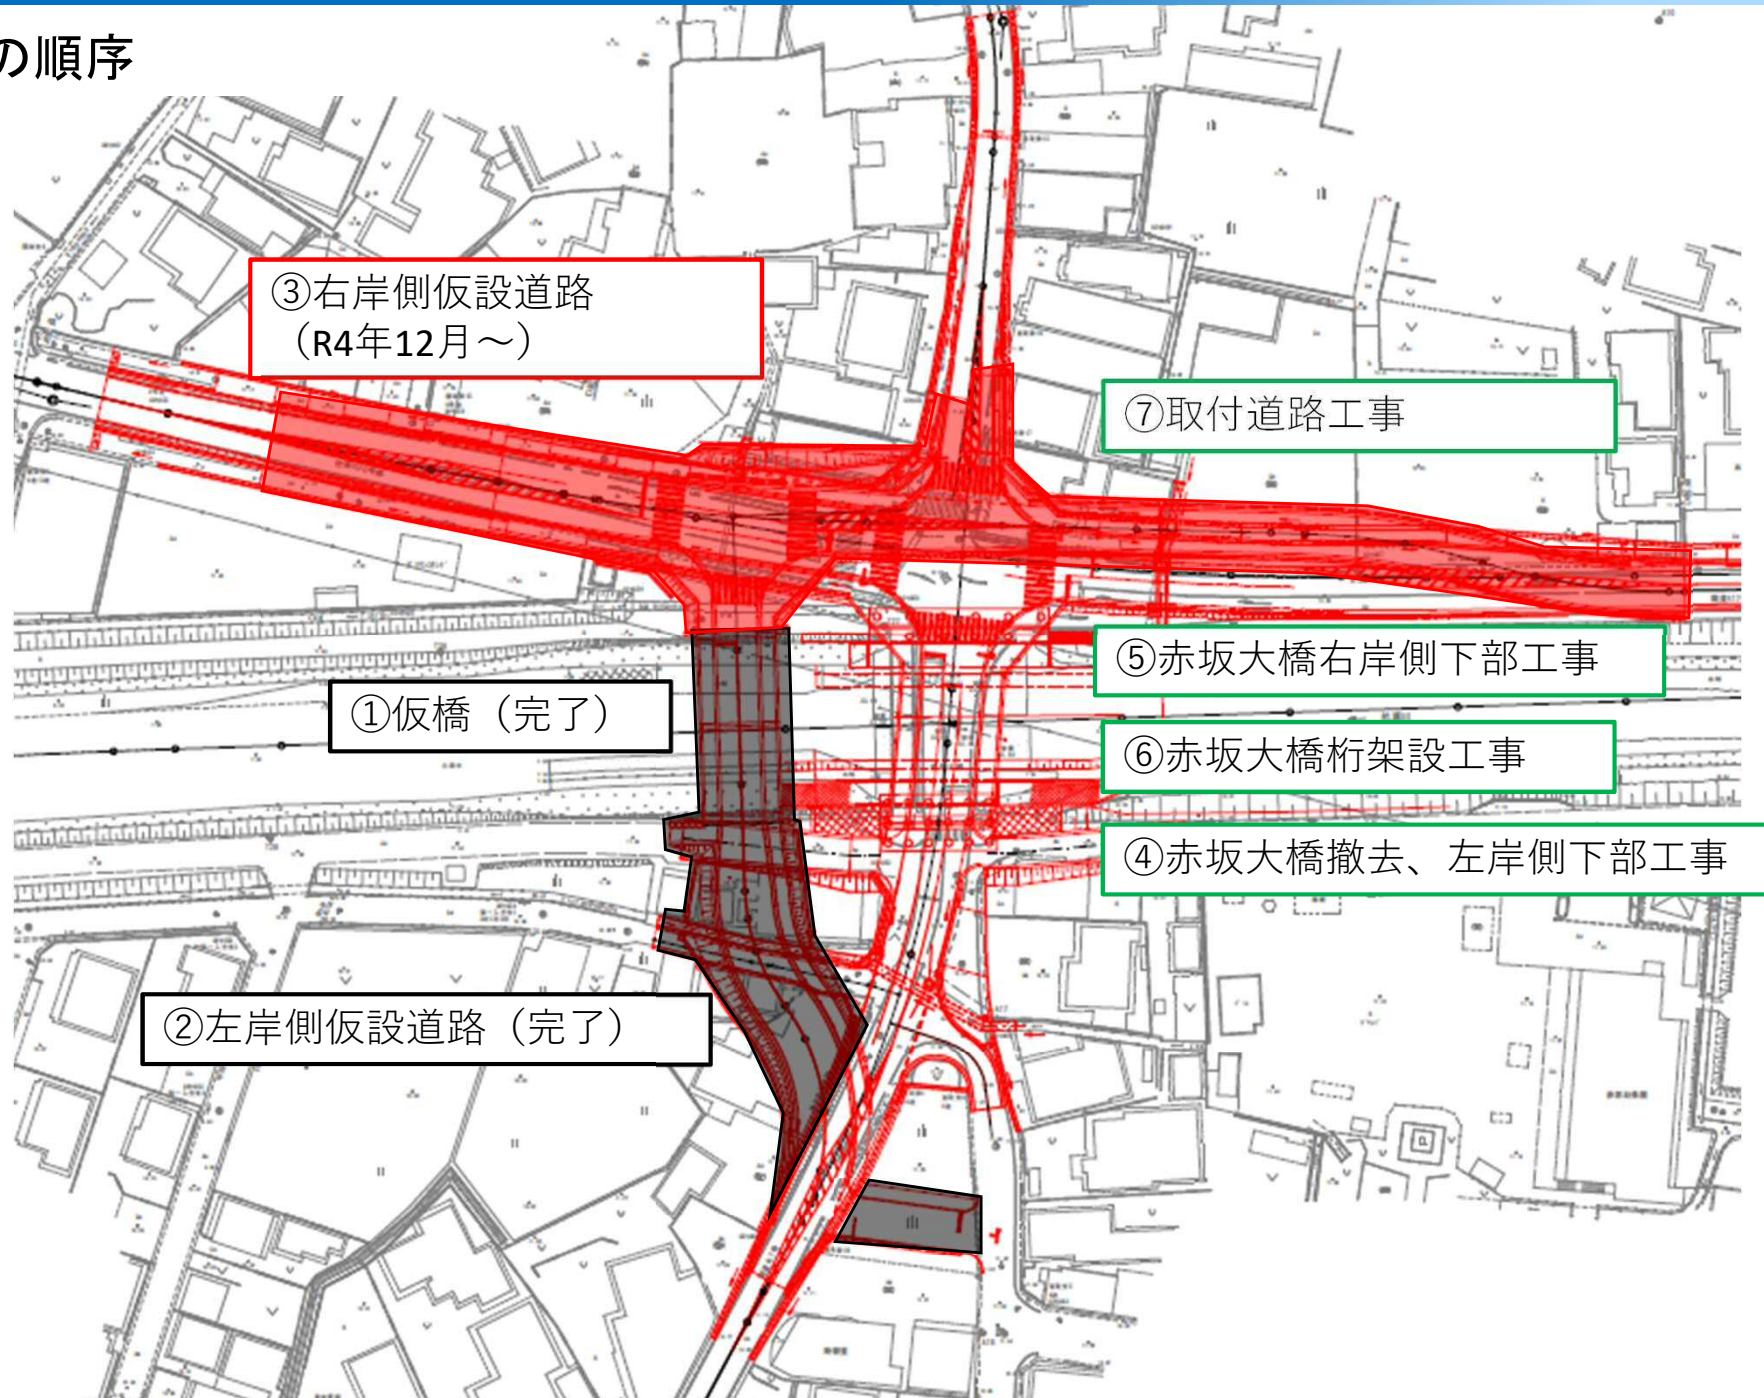 の順序
③右岸側仮設道路
（R4年12月～）
⑦取付道路工事
⑤赤坂大橋右岸側下部工事
①仮橋（完了）
⑥赤坂大橋桁架設工事
④赤坂大橋撤去、左岸側下部工事
②左岸側仮設道路（完了）